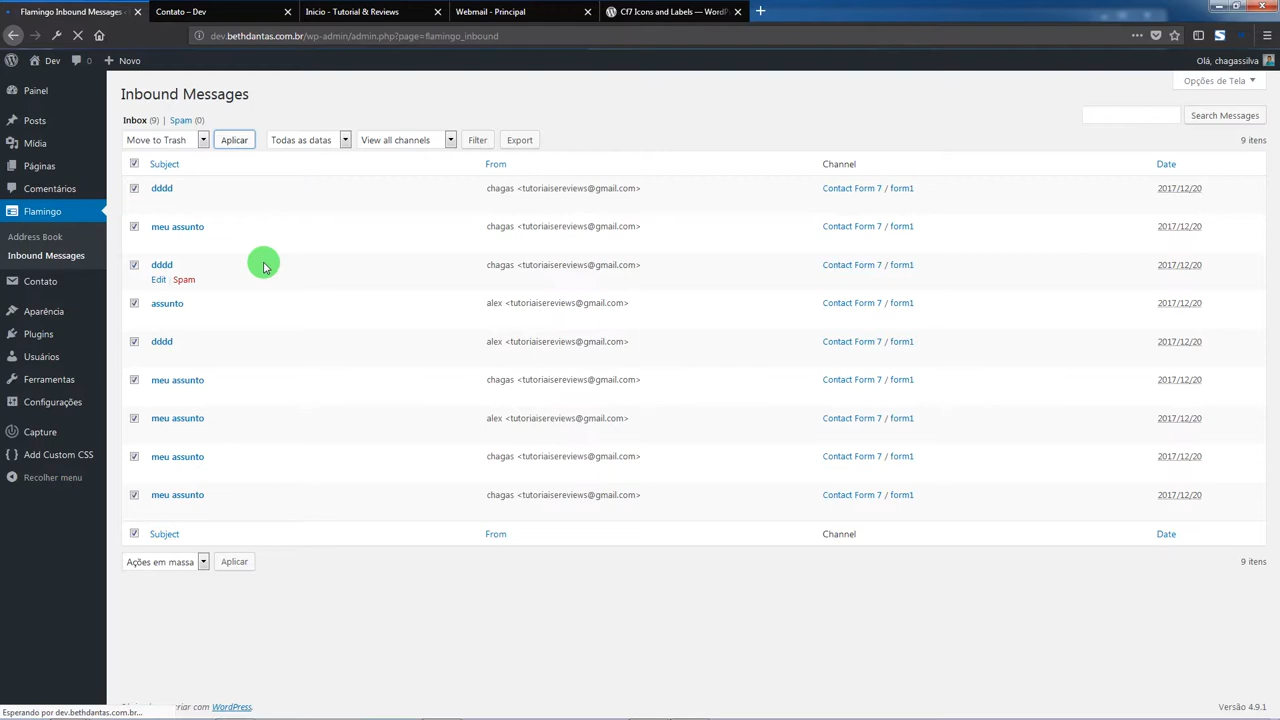 Flamingo Inbound Messages
Contato – Dev
Inicio - Tutorial & Reviews
Webmail - Principal
Cf7 Icons and Labels — WordP
dev.bethdantas.com.br/wp-admin/admin.php?page=flamingo_inbound
Dev
0
Novo
Olá, chagassilva
Painel
Posts
Mídia
Páginas
Comentários
Flamingo
Address Book
Inbound Messages
Contato
Aparência
Plugins
Usuários
Ferramentas
Configurações
Capture
Add Custom CSS
Recolher menu
Opções de Tela
Inbound Messages
Inbox (9) | Spam (0)
Search Messages
Move to Trash Aplicar Todas as datas View all channels Filter Export 9 itens
Subject From Channel Date
dddd chagas <tutoriaisereviews@gmail.com> Contact Form 7 / form1 2017/12/20
meu assunto chagas <tutoriaisereviews@gmail.com> Contact Form 7 / form1 2017/12/20
dddd chagas <tutoriaisereviews@gmail.com> Contact Form 7 / form1 2017/12/20
Edit | Spam
assunto alex <tutoriaisereviews@gmail.com> Contact Form 7 / form1 2017/12/20
dddd alex <tutoriaisereviews@gmail.com> Contact Form 7 / form1 2017/12/20
meu assunto chagas <tutoriaisereviews@gmail.com> Contact Form 7 / form1 2017/12/20
meu assunto alex <tutoriaisereviews@gmail.com> Contact Form 7 / form1 2017/12/20
meu assunto chagas <tutoriaisereviews@gmail.com> Contact Form 7 / form1 2017/12/20
meu assunto chagas <tutoriaisereviews@gmail.com> Contact Form 7 / form1 2017/12/20
Subject From Channel Date
Ações em massa Aplicar 9 itens
criar com WordPress.
Versão 4.9.1
Esperando por dev.bethdantas.com.br...